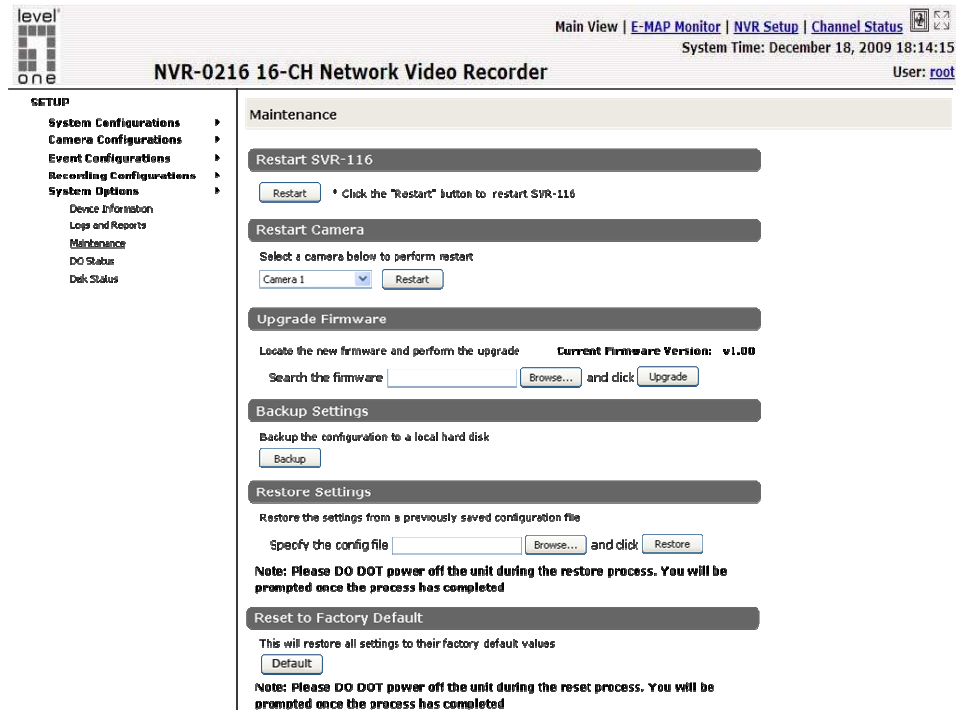 level
one
Main View | E-MAP Monitor | NVR Setup | Channel Status
System Time: December 18, 2009 18:14:15
NVR-0216 16-CH Network Video Recorder
User: root
SETUP
System Configurations
Camera Configurations
Event Configurations
Recording Configurations
System Options
Device Information
Logs and Reports
Maintenance
DO Status
Disk Status
Maintenance
Restart SVR-116
Restart * Click the "Restart" button to restart SVR-116
Restart Camera
Select a camera below to perform restart
Camera 1 Restart
Upgrade Firmware
Locate the new firmware and perform the upgrade Current Firmware Version: v1.00
Search the firmware Browse... and click Upgrade
Backup Settings
Backup the configuration to a local hard disk
Backup
Restore Settings
Restore the settings from a previously saved configuration file
Specify the config file Browse... and click Restore
Note: Please DO DOT power off the unit during the restore process. You will be
prompted once the process has completed
Reset to Factory Default
This will restore all settings to their factory default values
Default
Note: Please DO DOT power off the unit during the reset process. You will be
prompted once the process has completed